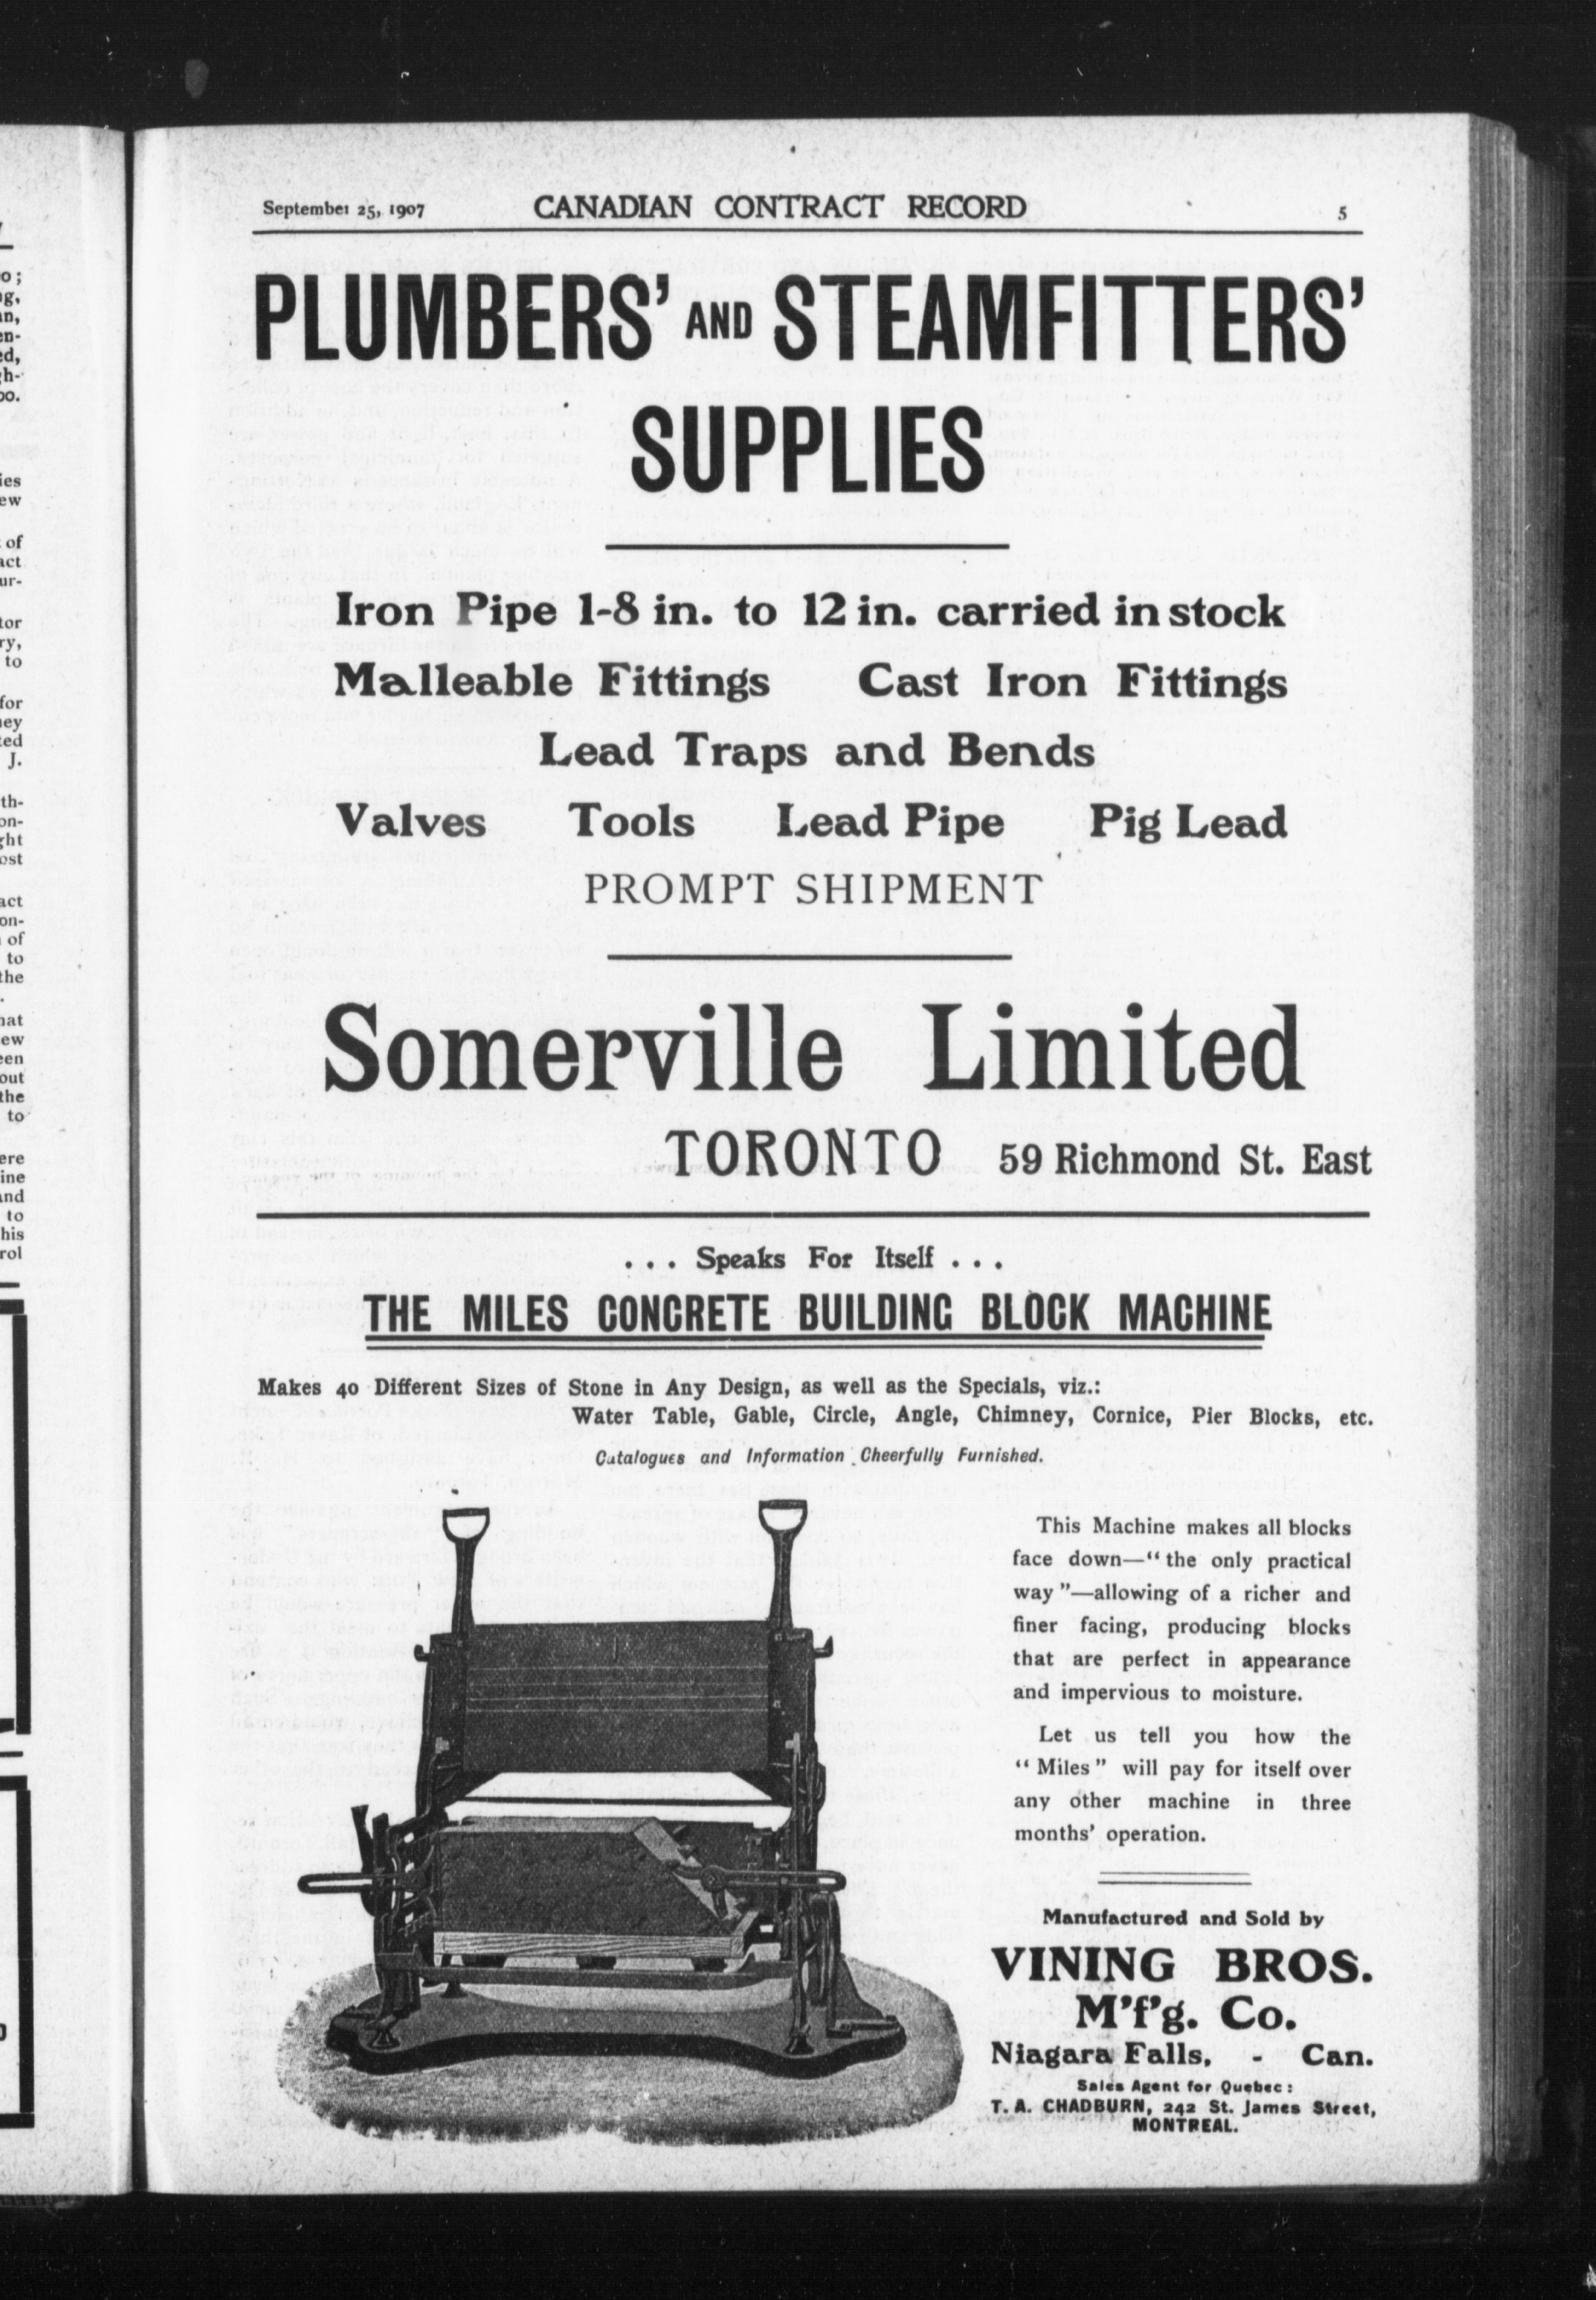 September 25, 1907 CANADIAN CONTRACT RECORD 5
PLUMBERS' AND STEAMFITTERS'
SUPPLIES
Iron Pipe 1-8 in. to 12 in. carried in stock
Malleable Fittings Cast Iron Fittings
Lead Traps and Bends
Valves Tools Lead Pipe Pig Lead
PROMPT SHIPMENT
Somerville Limited
TORONTO 59 Richmond St. East
. . . Speaks For Itself . . .
THE MILES CONCRETE BUILDING BLOCK MACHINE
Makes 40 Different Sizes of Stone in Any Design, as well as the Specials, viz.:
Water Table, Gable, Circle, Angle, Chimney, Cornice, Pier Blocks, etc.
Catalogues and Information Cheerfully Furnished.
This Machine makes all blocks
face down—"the only practical
way"—allowing of a richer and
finer facing, producing blocks
that are perfect in appearance
and impervious to moisture.
Let us tell you how the
"Miles" will pay for itself over
any other machine in three
months' operation.
Manufactured and Sold by
VINING BROS.
M'f'g. Co.
Niagara Falls, - Can.
Sales Agent for Quebec:
T. A. CHADBURN, 242 St. James Street,
MONTREAL.